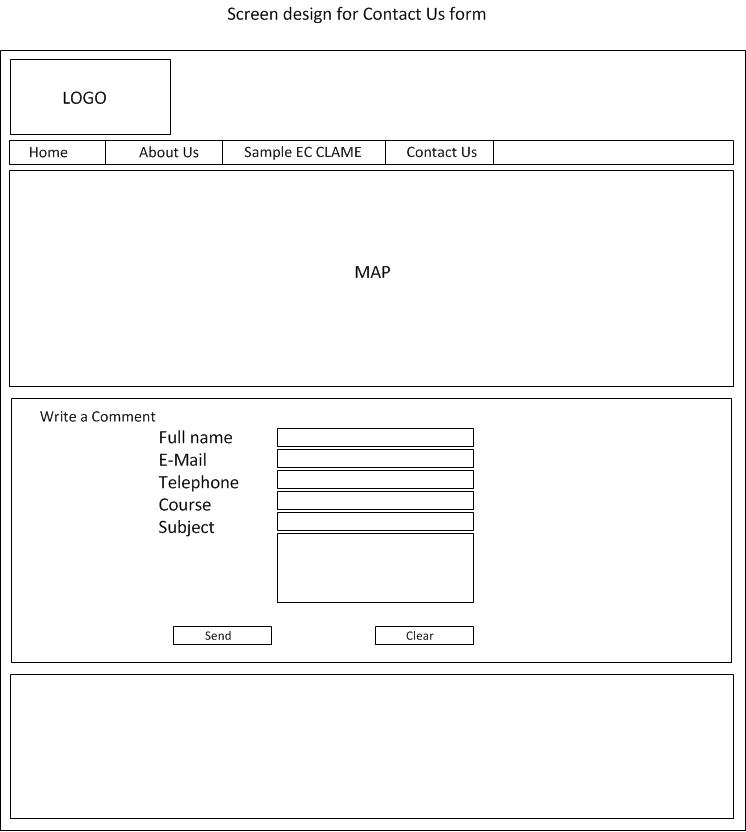 Screen design for Contact Us form
LOGO
Home About Us Sample EC CLAME Contact Us
MAP
Write a Comment
Full name
E-Mail
Telephone
Course
Subject
Send Clear